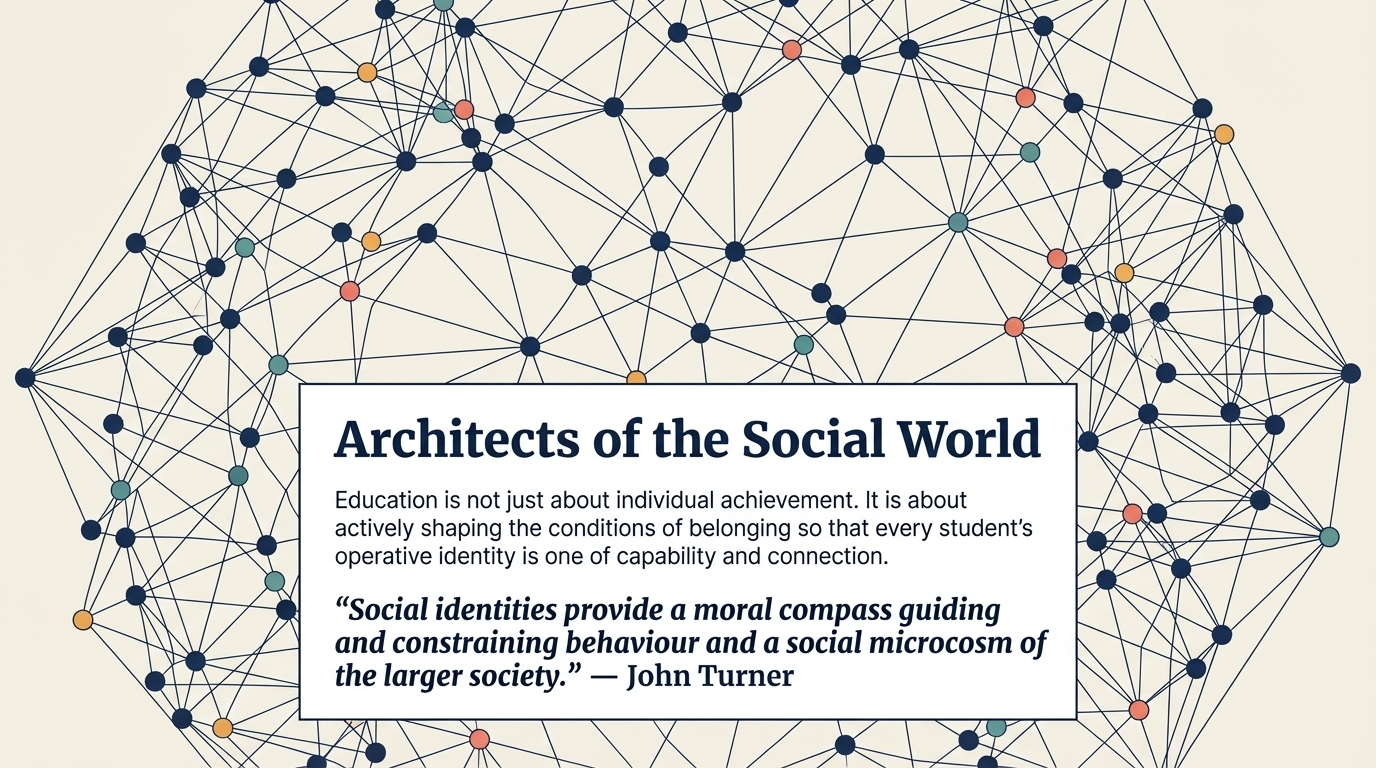 Architects of the Social World
Education is not just about individual achievement. It is about
actively shaping the conditions of belonging so that every student’s
operative identity is one of capability and connection.
“Social identities provide a moral compass guiding
and constraining behaviour and a social microcosm of
the larger society.” — John Turner